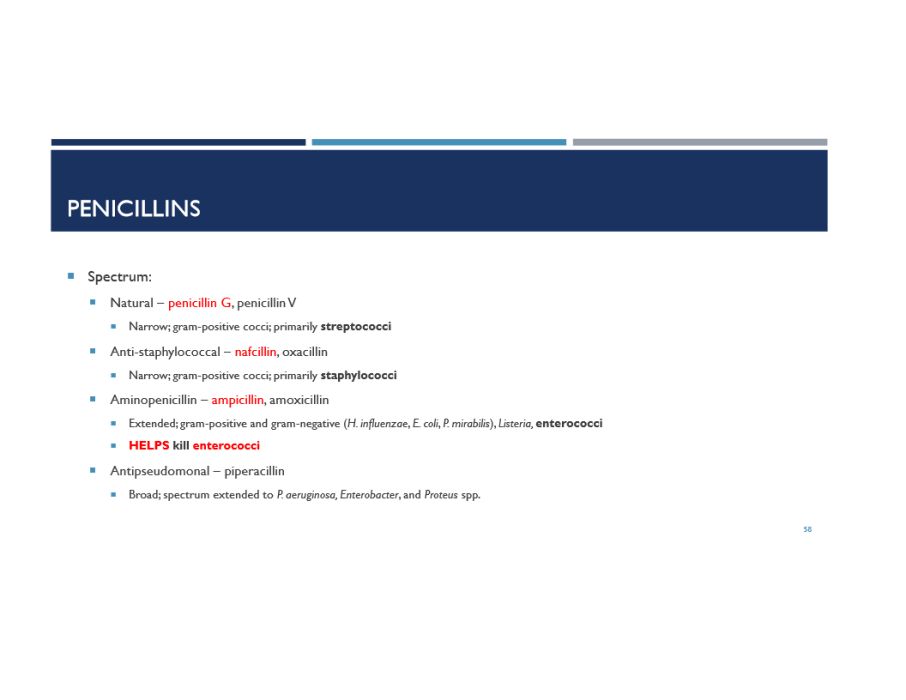 PENICILLINS
Spectrum:
Natural – penicillin G, penicillin V
Narrow; gram-positive cocci; primarily streptococci
Anti-staphylococcal – nafcillin, oxacillin
Narrow; gram-positive cocci; primarily staphylococci
Aminopenicillin – ampicillin, amoxicillin
Extended; gram-positive and gram-negative (H. influenzae, E. coli, P. mirabilis), Listeria, enterococci
HELPS kill enterococci
Antipseudomonal – piperacillin
Broad; spectrum extended to P. aeruginosa, Enterobacter, and Proteus spp.
58